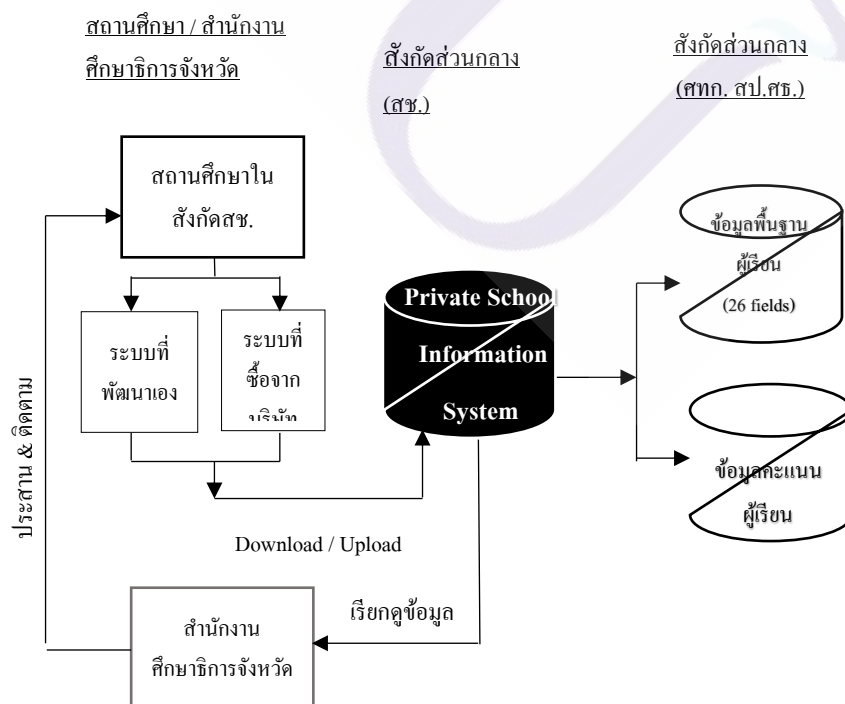 สถานศึกษา / สำนักงาน
ศึกษาธิการจังหวัด
สังกัดส่วนกลาง
(สช.)
สังกัดส่วนกลาง
(ศทก. สป.ศธ.)
สถานศึกษาใน
สังกัดสช.
ระบบที่
พัฒนาเอง
ระบบที่
ซื้อจาก
บริษัท
Private School
Information
System
ข้อมูลพื้นฐาน
ผู้เรียน
(26 fields)
ข้อมูลคะแนน
ผู้เรียน
ประสาน & ติดตาม
Download / Upload
เรียกดูข้อมูล
สำนักงาน
ศึกษาธิการจังหวัด